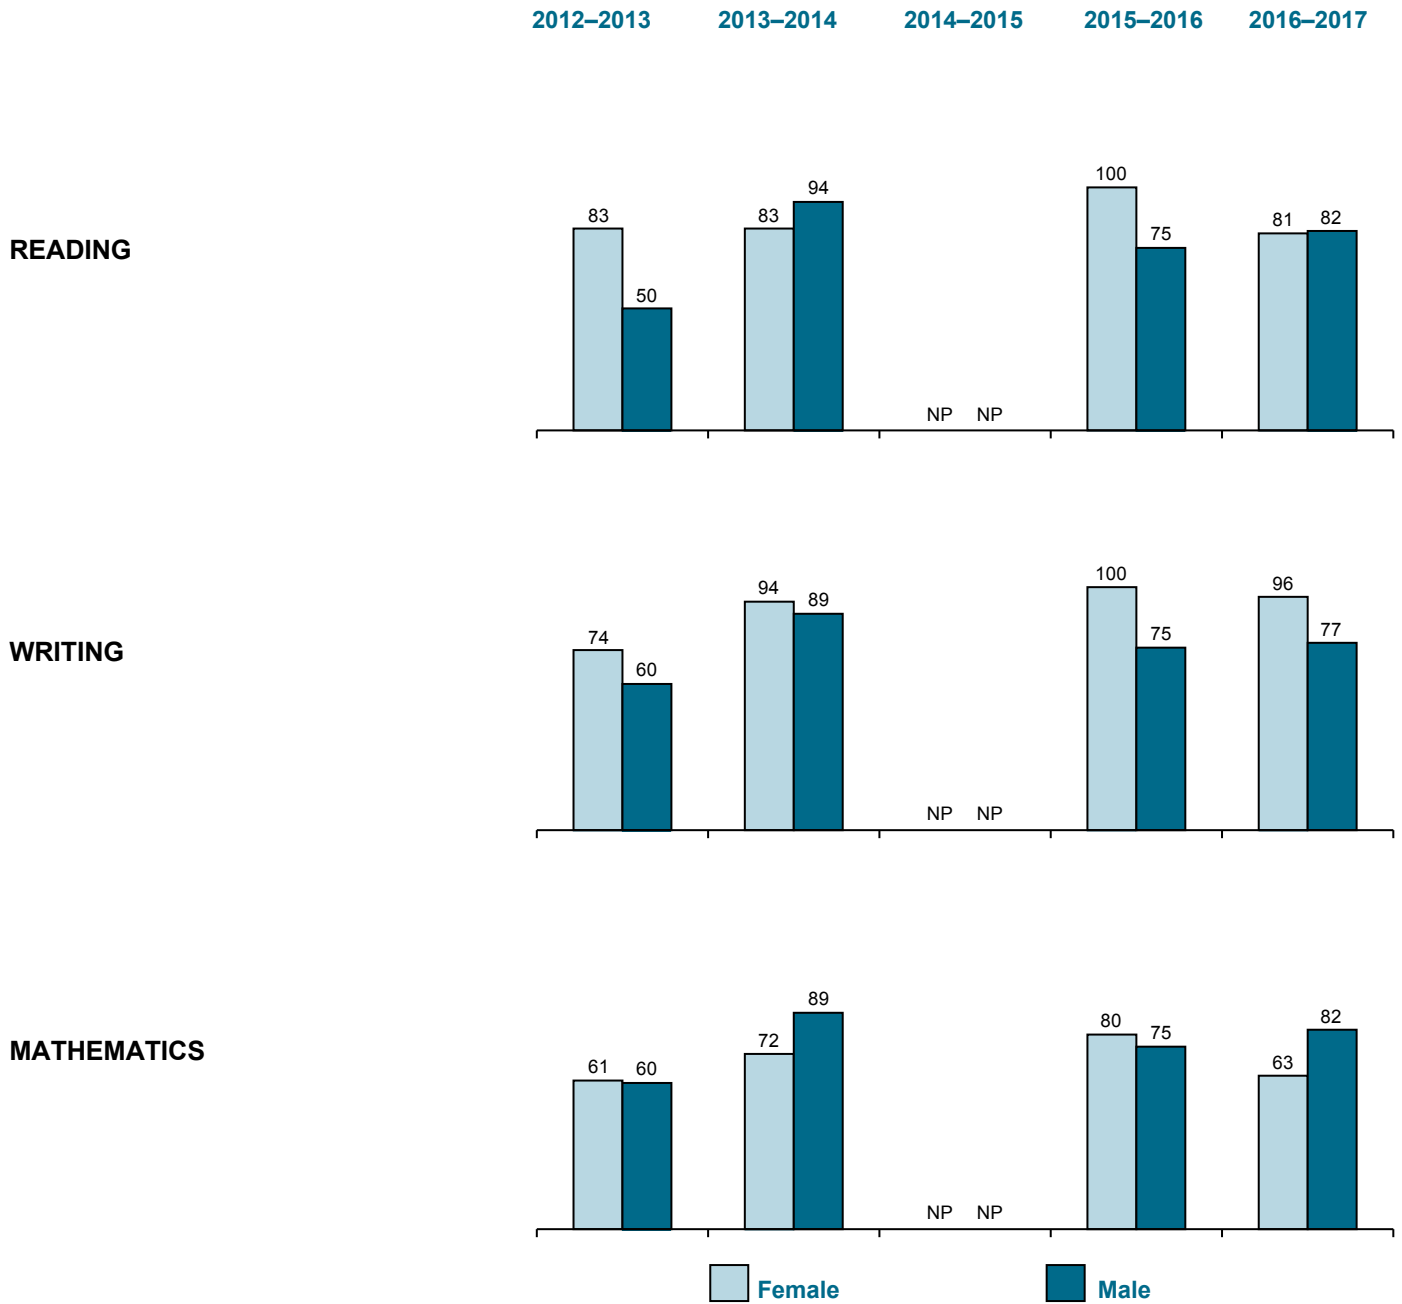 2012–2013 2013–2014 2014–2015 2015–2016 2016–2017
READING
83 50 83 94 NP NP 100 75 81 82
WRITING
74 60 94 89 NP NP 100 75 96 77
MATHEMATICS
61 60 72 89 NP NP 80 75 63 82
Female Male